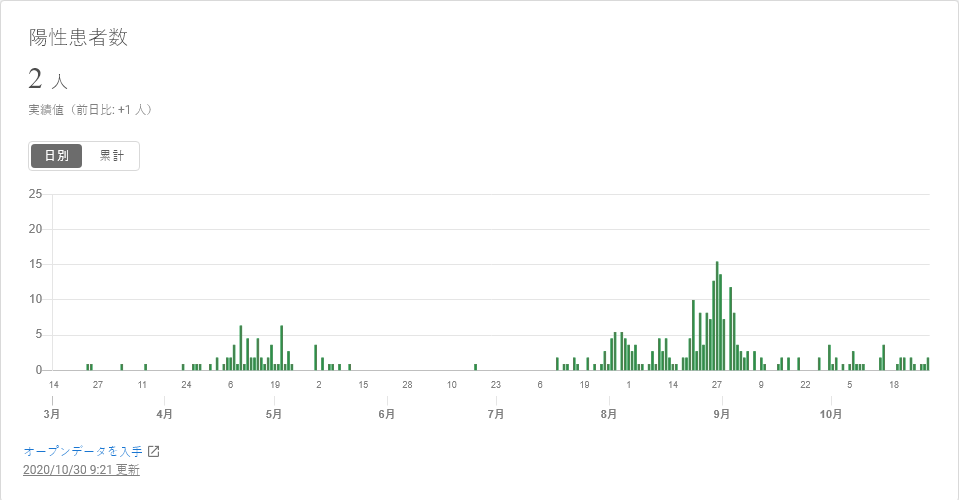 陽性患者数
2 人
実績値（前日比: +1 人）
日別 累計
25
20
15
10
5
0
14 27 11 24 6 19 2 15 28 10 23 6 19 1 14 27 9 22 5 18
3月 4月 5月 6月 7月 8月 9月 10月
オープンデータを入手
2020/10/30 9:21 更新